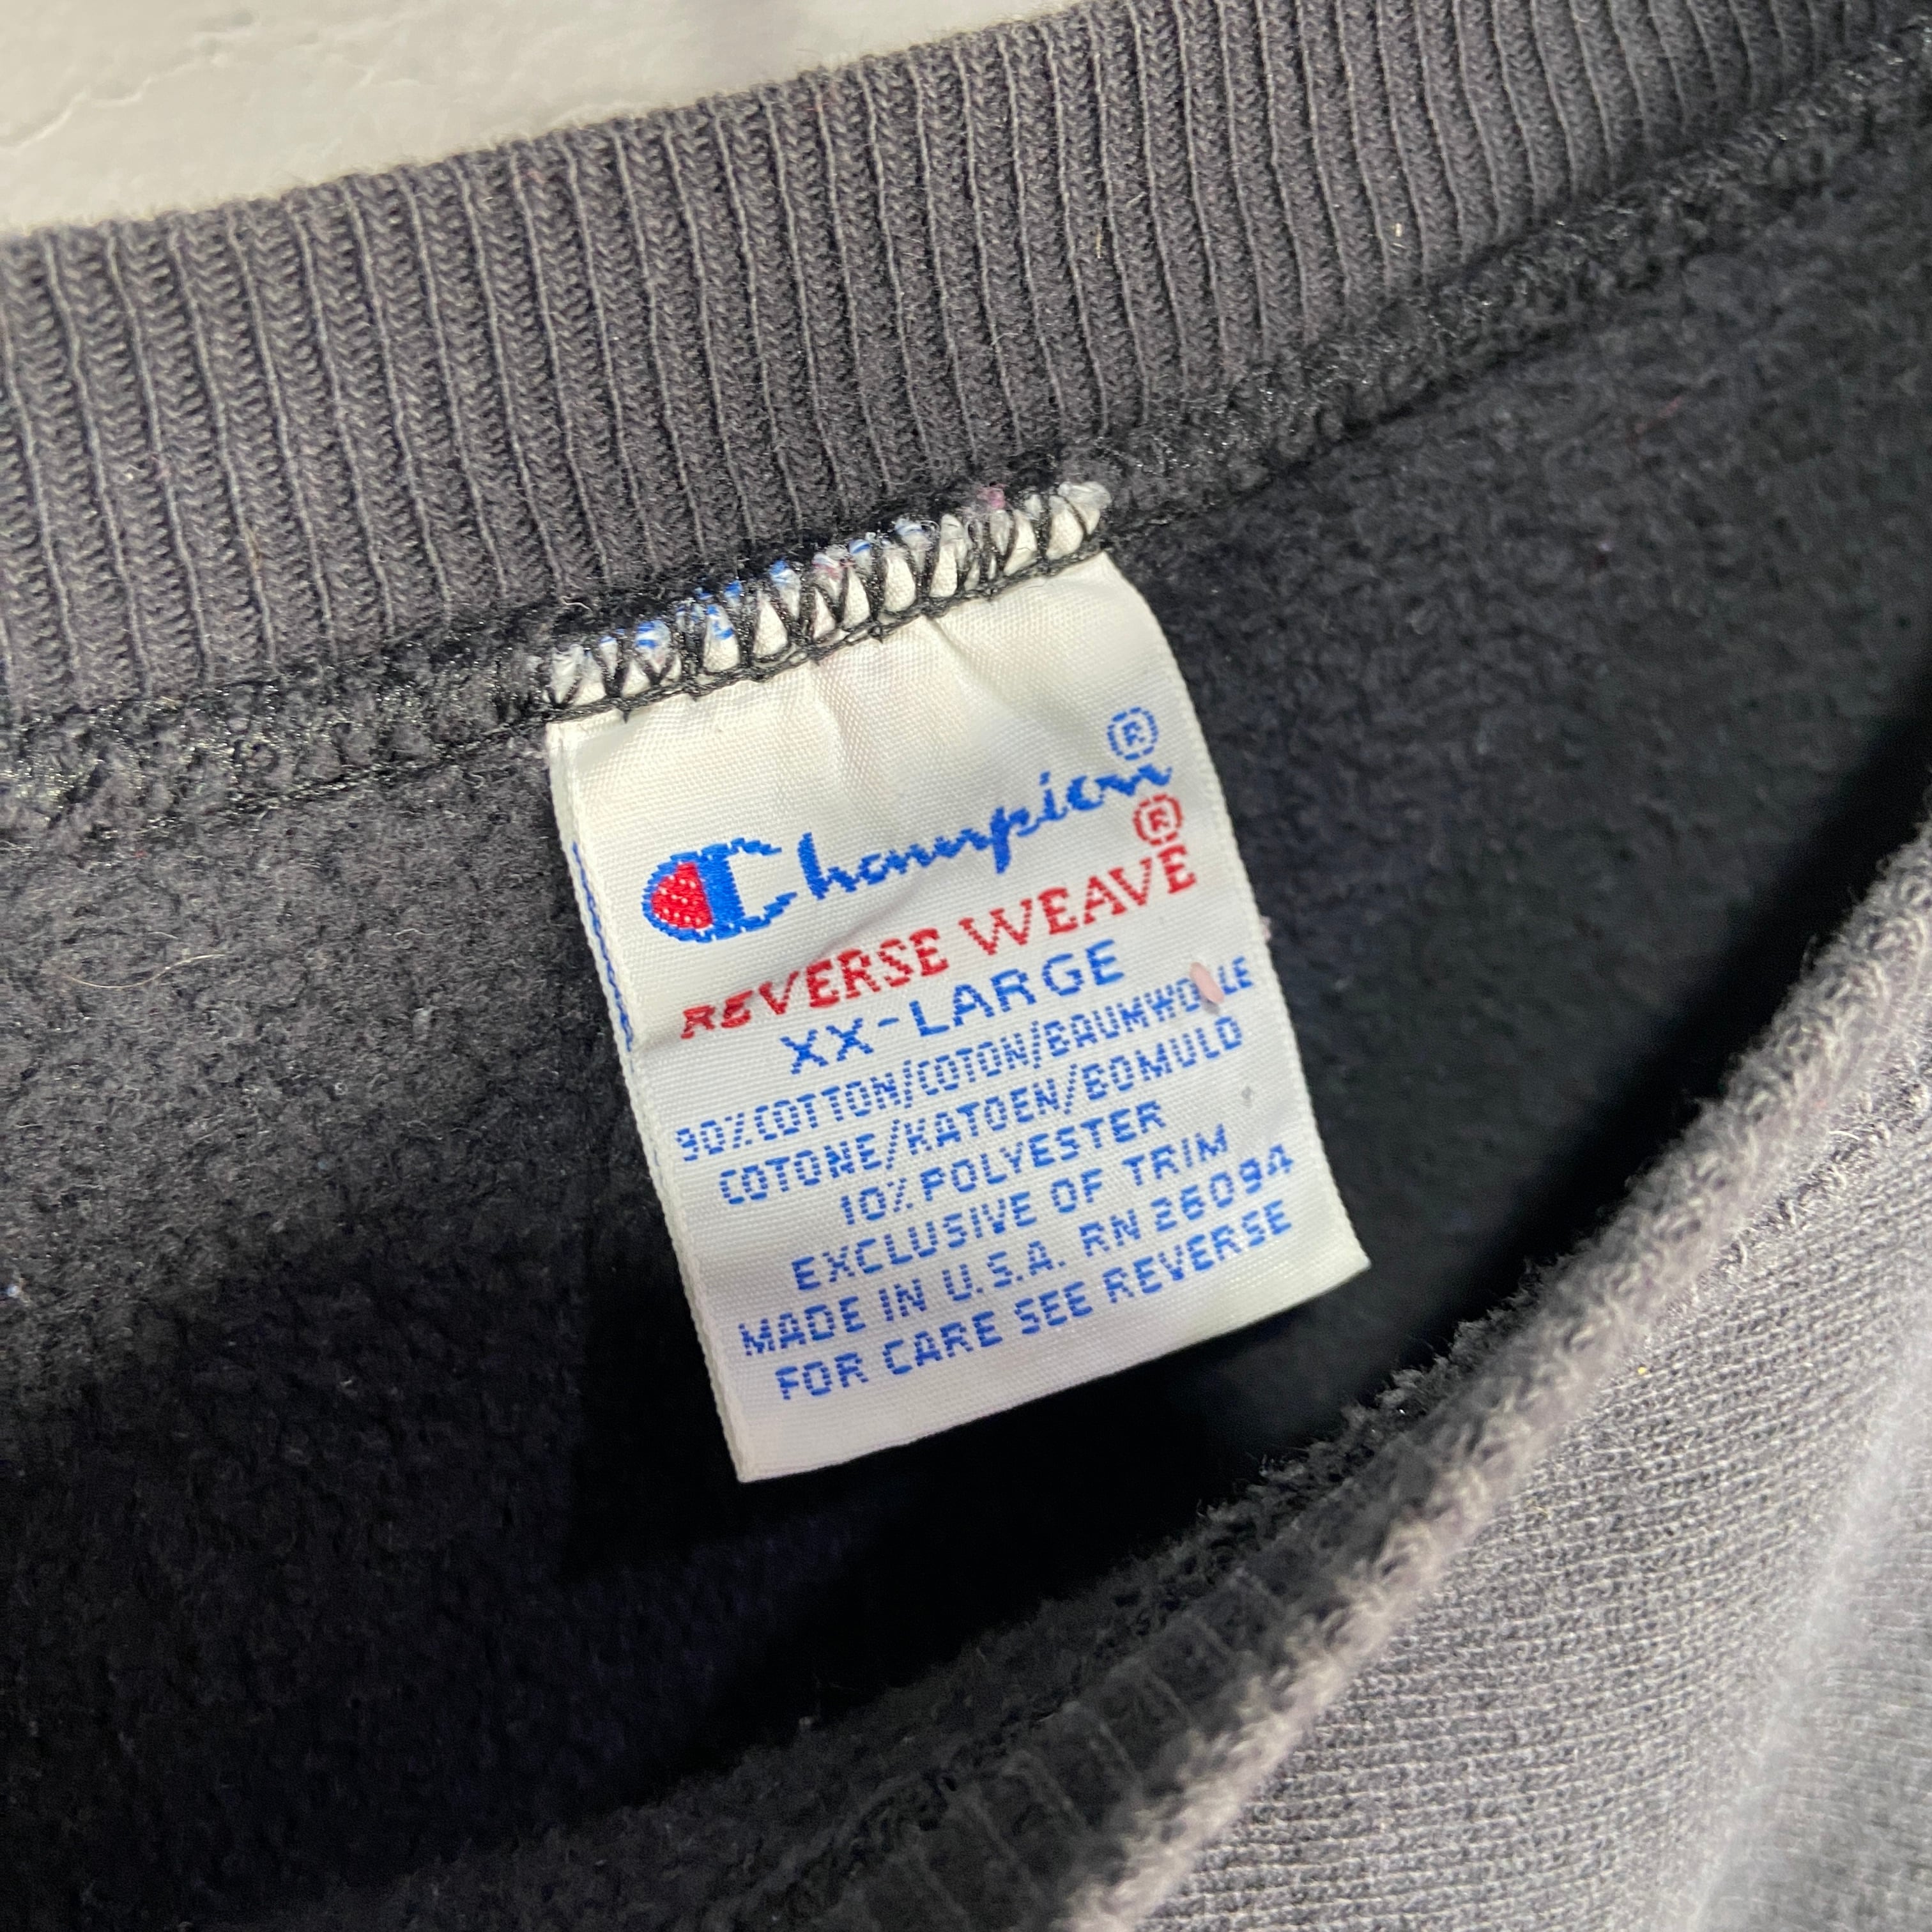 Champion®
REVERSE WEAVE®
XX-LARGE
90%COTTON/COTON/BAUMWOLLE
COTONE/KATOEN/BOMULD
10%POLYESTER
EXCLUSIVE OF TRIM
MADE IN U.S.A. RN 26094
FOR CARE SEE REVERSE